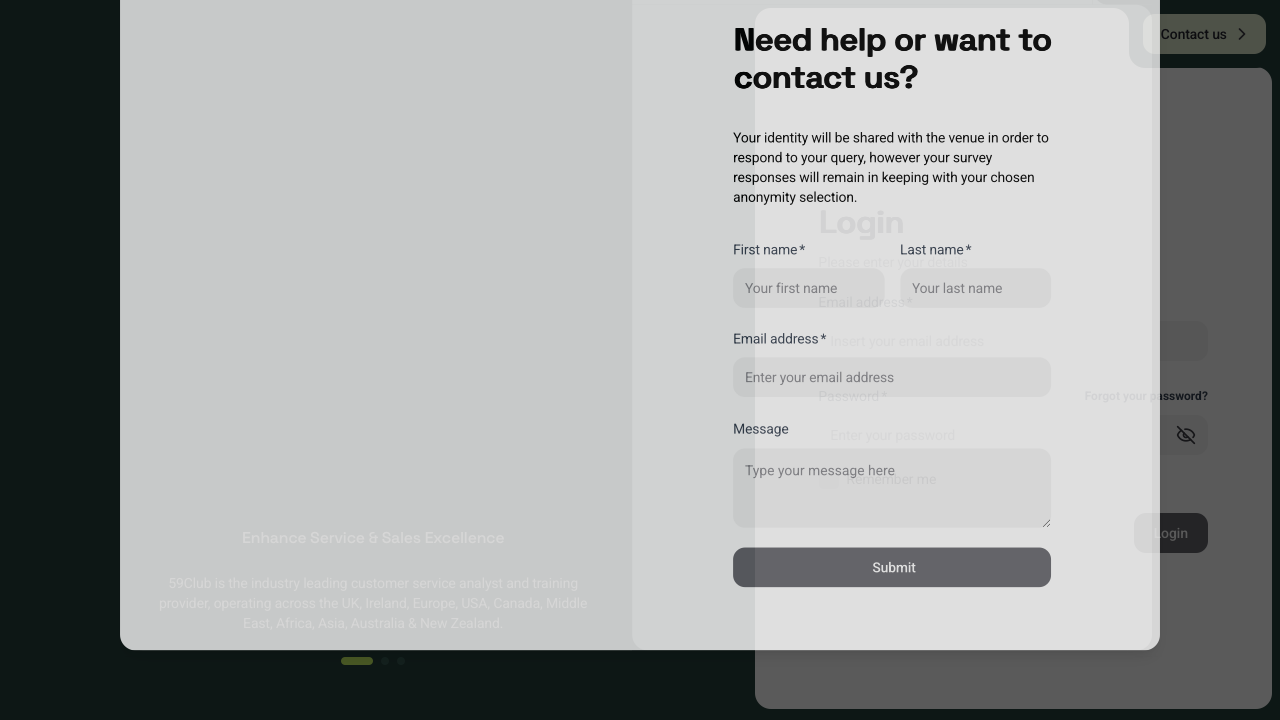 Contact us
Need help or want to
contact us?
Your identity will be shared with the venue in order to
respond to your query, however your survey
responses will remain in keeping with your chosen
anonymity selection.
First name*
Last name*
Your first name
Your last name
Email address*
Enter your email address
Message
Type your message here
Submit
Login
Please enter your details
Email address*
Insert your email address
Password*
Forgot your password?
Enter your password
Remember me
Login
Enhance Service & Sales Excellence
59Club is the industry leading customer service analyst and training
provider, operating across the UK, Ireland, Europe, USA, Canada, Middle
East, Africa, Asia, Australia & New Zealand.